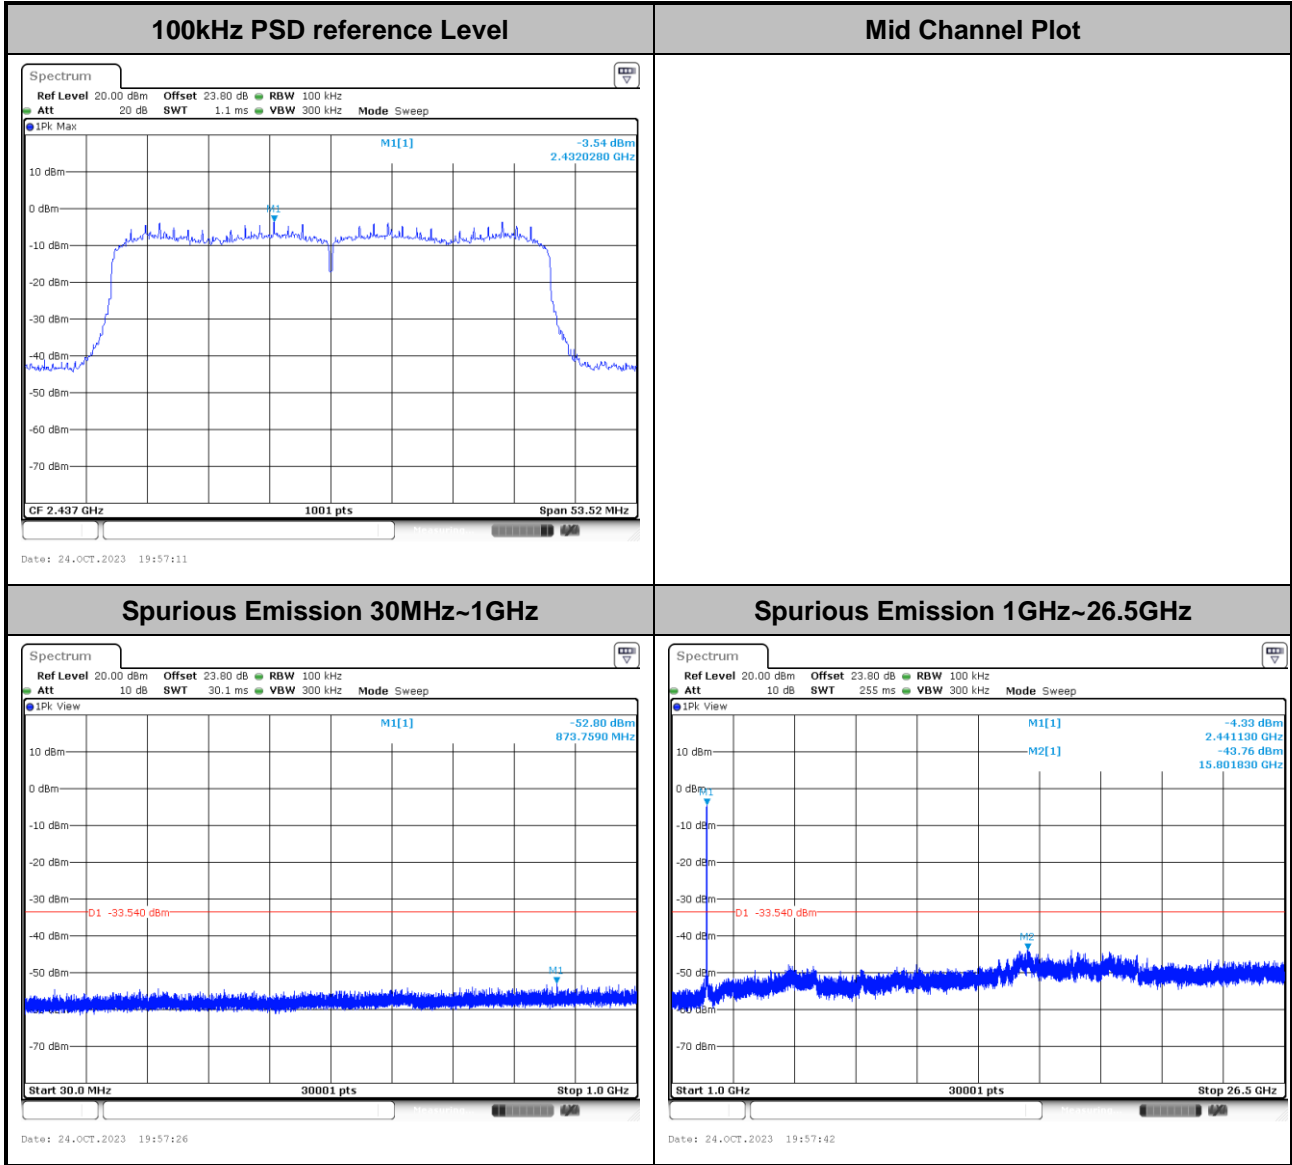 100kHz PSD reference Level
Mid Channel Plot
Spectrum
Ref Level 20.00 dBm Offset 23.80 dB RBW 100 kHz
Att 20 dB SWT 1.1 ms VBW 300 kHz Mode Sweep
1Pk Max
M1[1] -3.54 dBm
2.4320280 GHz
10 dBm
0 dBm
M1
-10 dBm
-20 dBm
-30 dBm
-40 dBm
-50 dBm
-60 dBm
-70 dBm
CF 2.437 GHz 1001 pts Span 53.52 MHz
Date: 24.OCT.2023 19:57:11
Spurious Emission 30MHz~1GHz
Spurious Emission 1GHz~26.5GHz
Spectrum
Ref Level 20.00 dBm Offset 23.80 dB RBW 100 kHz
Att 10 dB SWT 30.1 ms VBW 300 kHz Mode Sweep
1Pk View
M1[1] -52.80 dBm
873.7590 MHz
10 dBm
0 dBm
-10 dBm
-20 dBm
-30 dBm
D1 -33.540 dBm
-40 dBm
-50 dBm
M1
-70 dBm
Start 30.0 MHz 30001 pts Stop 1.0 GHz
Date: 24.OCT.2023 19:57:26
Spectrum
Ref Level 20.00 dBm Offset 23.80 dB RBW 100 kHz
Att 10 dB SWT 255 ms VBW 300 kHz Mode Sweep
1Pk View
M1[1] -4.33 dBm
2.441130 GHz
10 dBm
M2[1] -43.76 dBm
15.801830 GHz
0 dBm
M1
-10 dBm
-20 dBm
-30 dBm
D1 -33.540 dBm
-40 dBm
M2
-50 dBm
-60 dBm
-70 dBm
Start 1.0 GHz 30001 pts Stop 26.5 GHz
Date: 24.OCT.2023 19:57:42